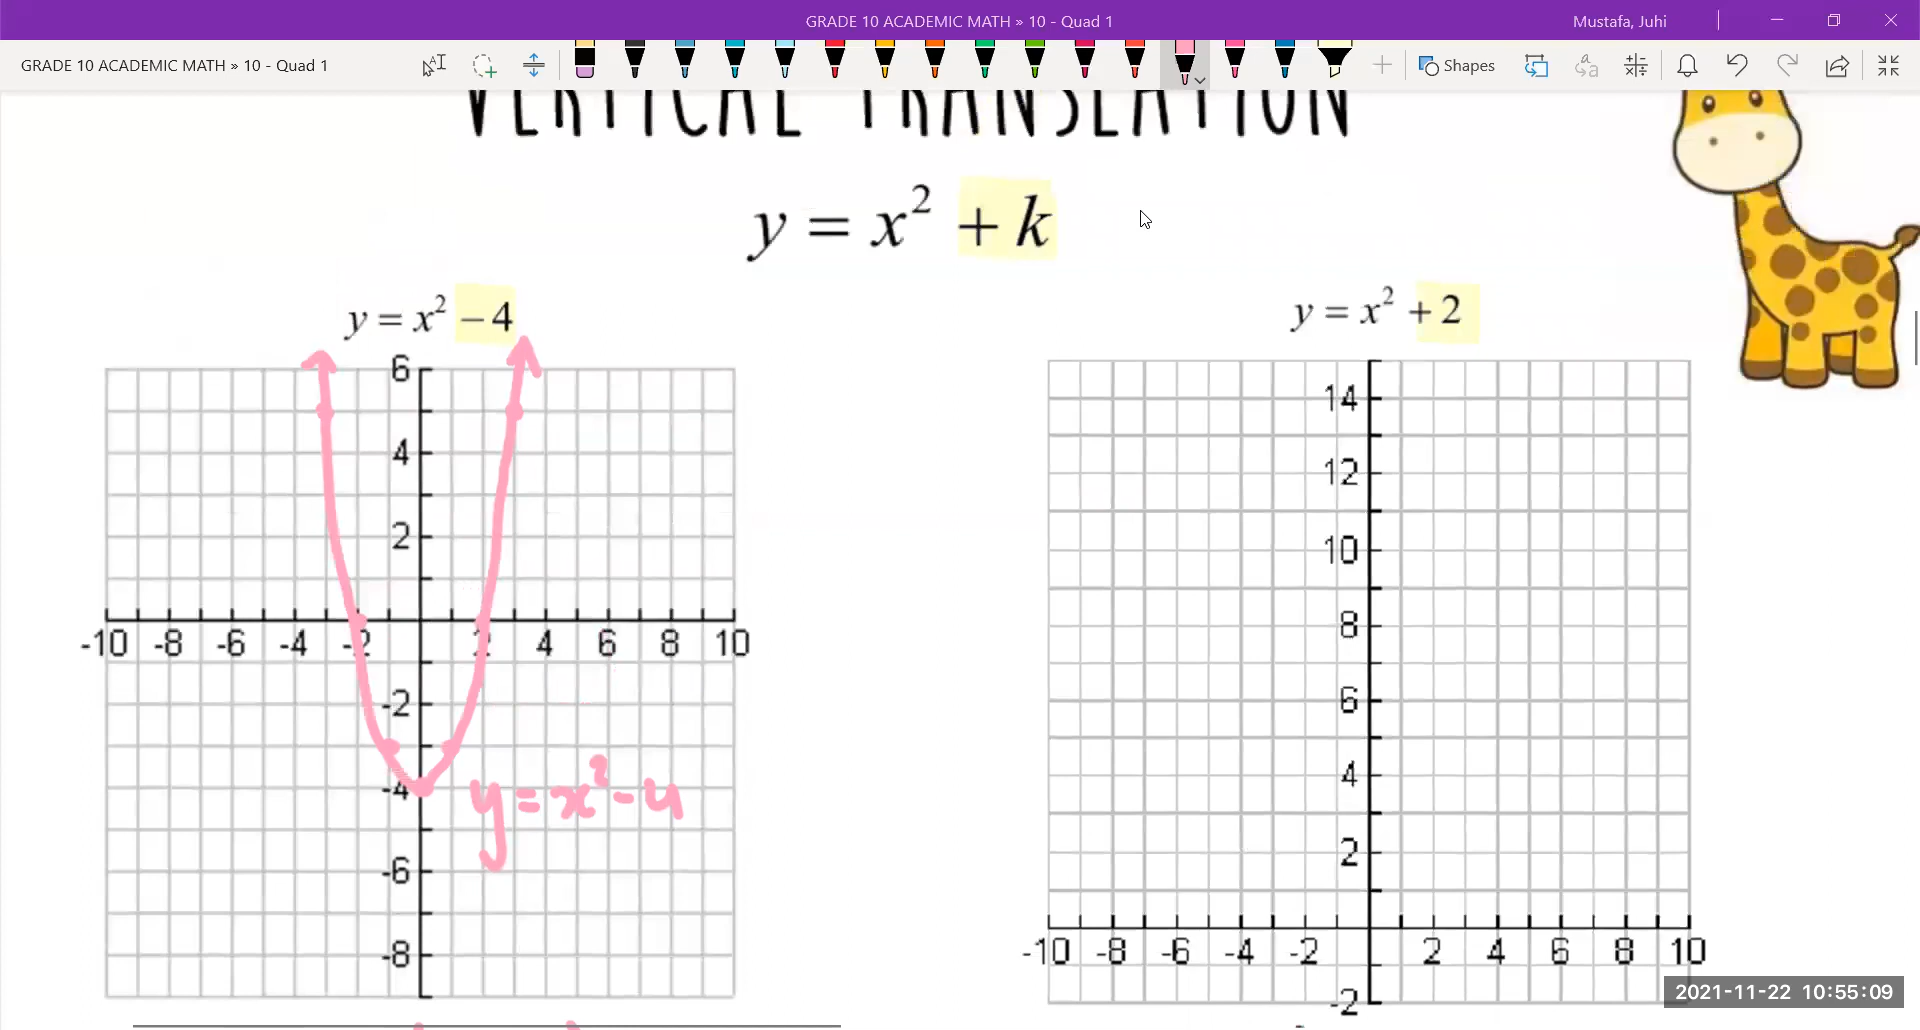 GRADE 10 ACADEMIC MATH » 10 - Quad 1
Mustafa, Juhi
GRADE 10 ACADEMIC MATH » 10 - Quad 1
Shapes
VERTICAL TRANSLATION
y = x² + k
y = x² − 4
y = x² + 2
6
4
2
-10 -8 -6 -4 -2 2 4 6 8 10
-2
-4
y = x² - 4
-6
-8
14
12
10
8
6
4
2
-10 -8 -6 -4 -2 2 4 6 8 10
-2
2021-11-22 10:55:09